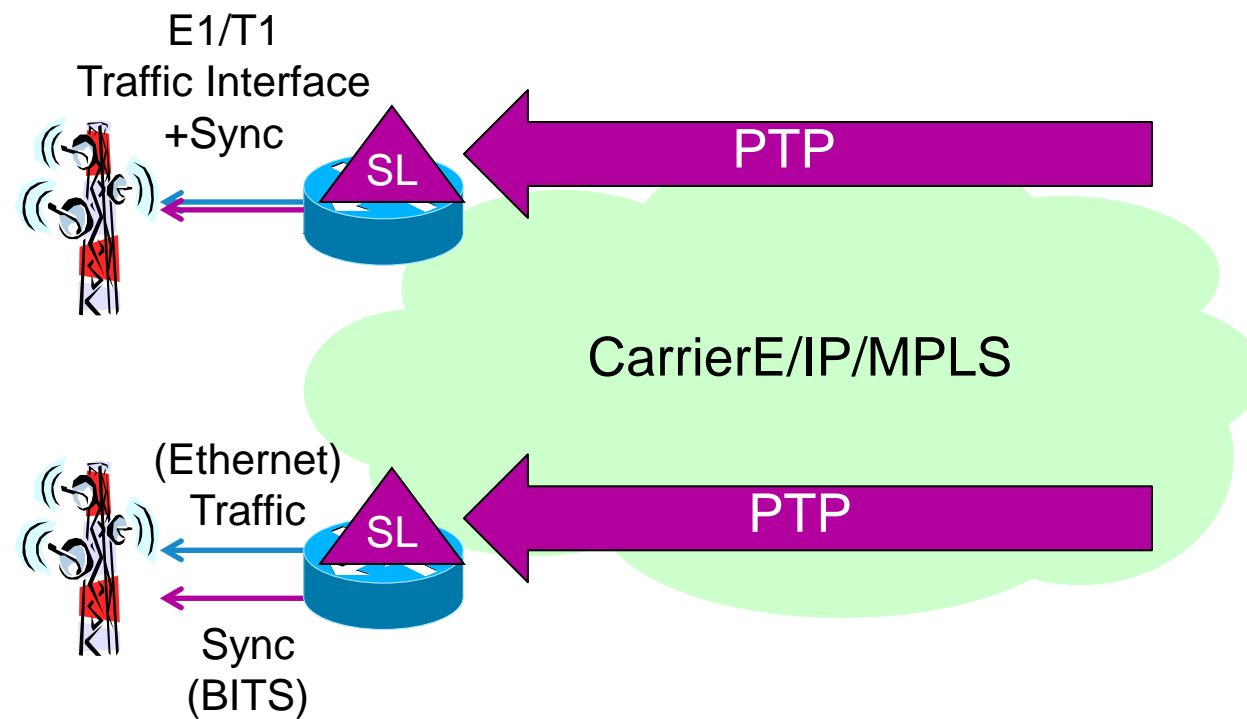 E1/T1
Traffic Interface
+Sync
SL
PTP
CarrierE/IP/MPLS
(Ethernet)
Traffic
SL
PTP
Sync
(BITS)